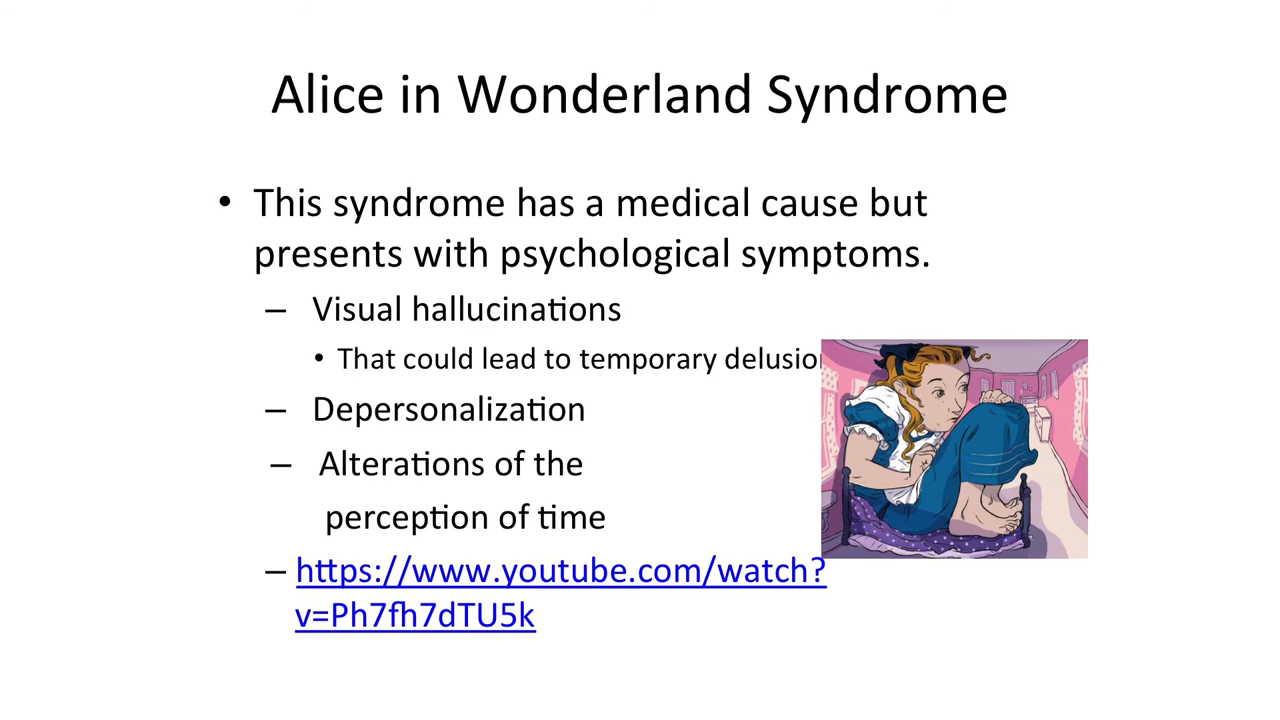 Alice in Wonderland Syndrome
• This syndrome has a medical cause but
presents with psychological symptoms.
– Visual hallucinations
• That could lead to temporary
– Depersonalization
– Alterations of the
perception of time
– https://www.youtube.com/watch?
v=Ph7fh7dTU5k